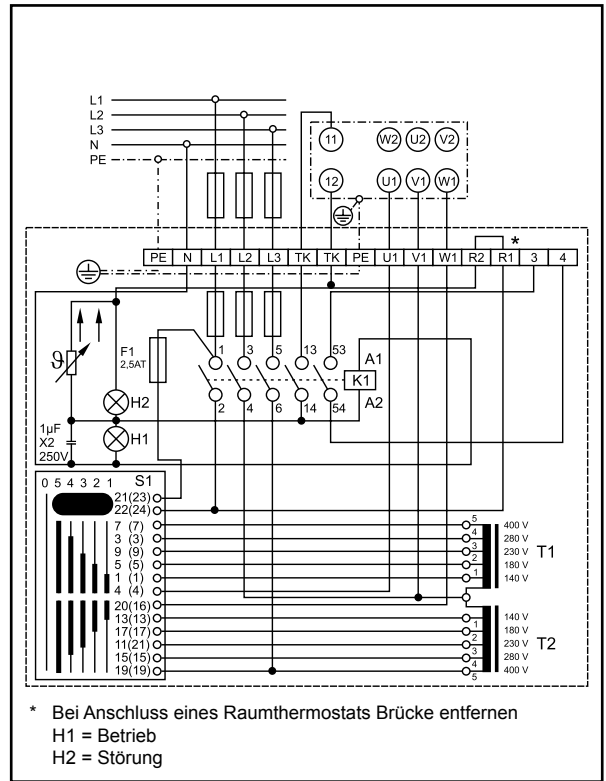 L1
L2
L3
N
PE
11 W2 U2 V2
12 U1 V1 W1
*
PE N L1 L2 L3 TK TK PE U1 V1 W1 R2 R1 3 4
1 3 5 13 53
A1
F1
2,5AT
ϑ
K1
A2
H2
2 4 6 14 54
1µF
X2
250V
H1
0 5 4 3 2 1 S1
21(23)
22(24)
7 (7) 5 400 V
3 (3) 4 280 V
9 (9) 3 230 V T1
5 (5) 2 180 V
1 (1) 1 140 V
4 (4)
20(16)
13(13) 140 V
17(17) 1 180 V
11(21) 2 230 V T2
15(15) 3 280 V
19(19) 4 400 V
5
* Bei Anschluss eines Raumthermostats Brücke entfernen
H1 = Betrieb
H2 = Störung